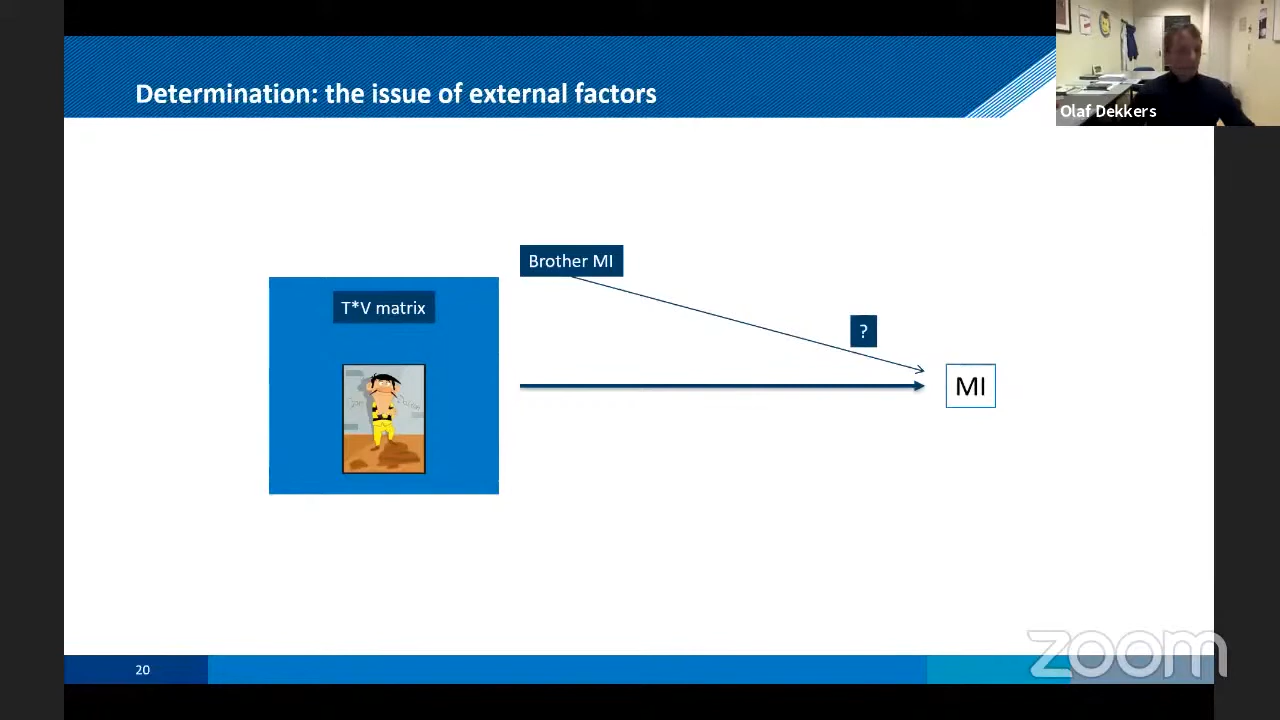 Determination: the issue of external factors
Olaf Dekkers
Brother MI
T*V matrix
?
MI
20
zoom